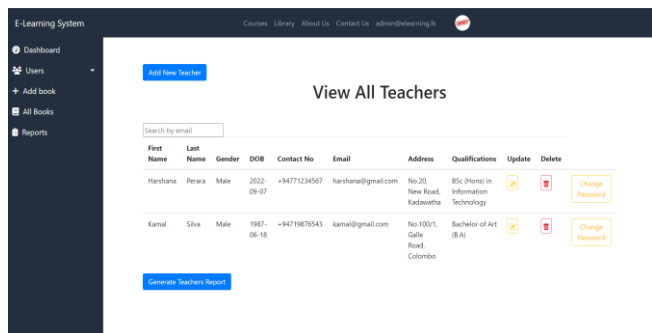 E-Learning System
Courses Library About Us Contact Us admin@elearning.lk
Dashboard
Users
Add book
All Books
Reports
Add New Teacher
View All Teachers
Search by email
First Name Last Name Gender DOB Contact No Email Address Qualifications Update Delete
Harshana Perara Male 2022-09-07 +94771234567 harshana@gmail.com No.20, New Road, Kadawatha BSc (Hons) in Information Technology Change Password
Kamal Silva Male 1987-06-18 +94719876543 kamal@gmail.com No.100/1, Galle Road, Colombo Bachelor of Art (B.A) Change Password
Generate Teachers Report